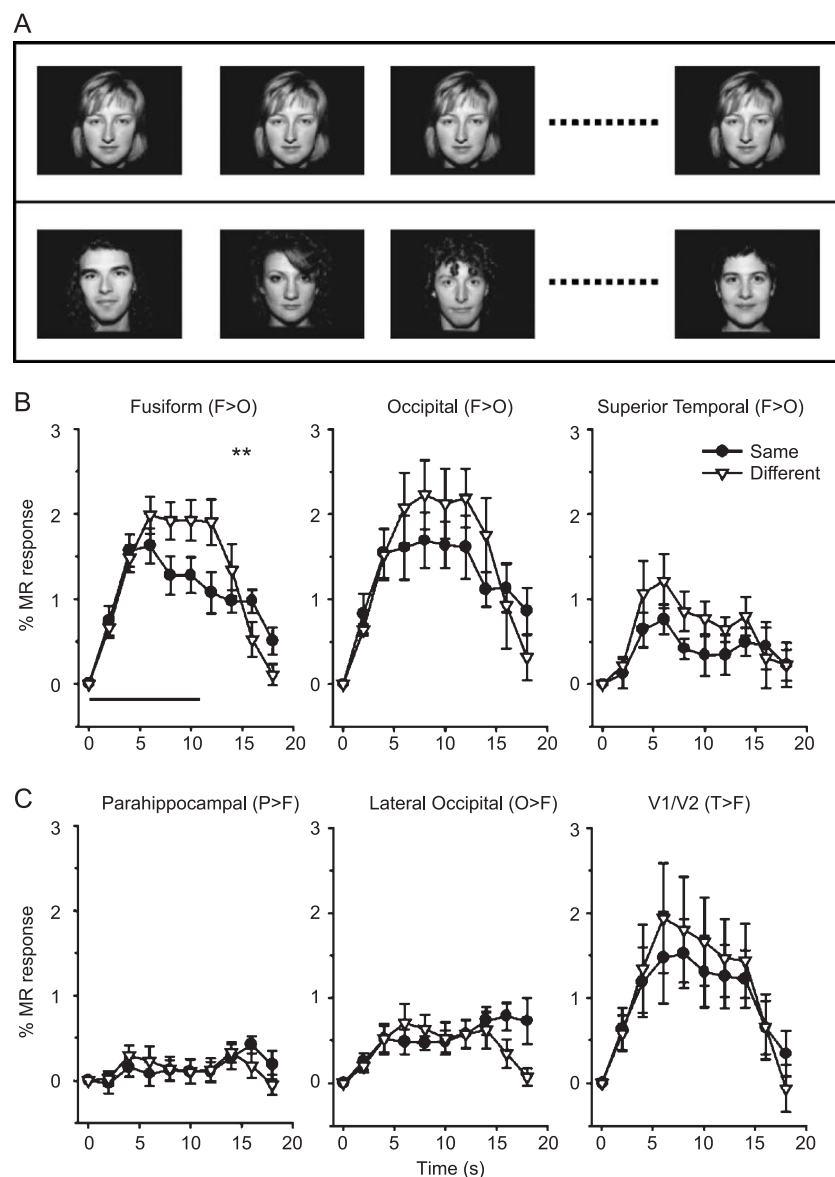 A
B
Fusiform (F>O)
Occipital (F>O)
Superior Temporal (F>O)
3
2
1
0
% MR response
**
0 5 10 15 20
3
2
1
0
0 5 10 15 20
3
2
1
0
Same
Different
0 5 10 15 20
C
Parahippocampal (P>F)
Lateral Occipital (O>F)
V1/V2 (T>F)
3
2
1
0
% MR response
0 5 10 15 20
3
2
1
0
0 5 10 15 20
3
2
1
0
0 5 10 15 20
Time (s)